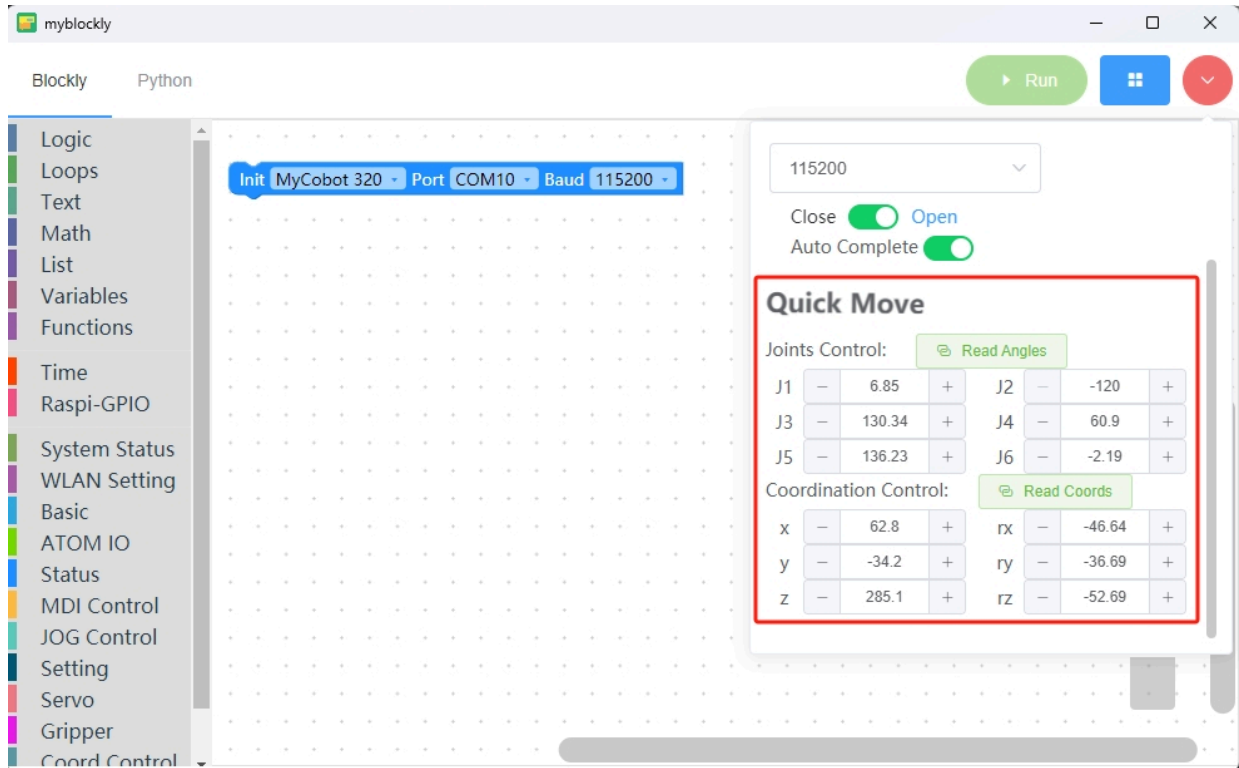 myblockly
Blockly Python Run
Logic
Loops
Text
Math
List
Variables
Functions
Time
Raspi-GPIO
System Status
WLAN Setting
Basic
ATOM IO
Status
MDI Control
JOG Control
Setting
Servo
Gripper
Coord Control
Init MyCobot 320 Port COM10 Baud 115200
115200
Close Open
Auto Complete
Quick Move
Joints Control: Read Angles
J1 − 6.85 + J2 − -120 +
J3 − 130.34 + J4 − 60.9 +
J5 − 136.23 + J6 − -2.19 +
Coordination Control: Read Coords
x − 62.8 + rx − -46.64 +
y − -34.2 + ry − -36.69 +
z − 285.1 + rz − -52.69 +